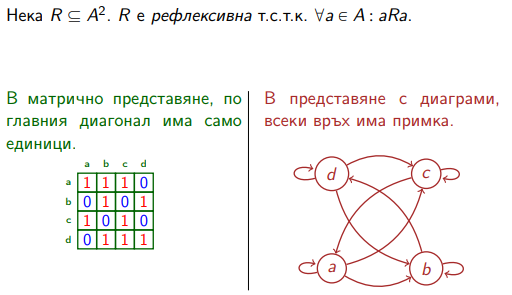 Нека R ⊆ A². R е рефлексивна т.с.т.к. ∀a ∈ A : aRa.
В матрично представяне, по
главния диагонал има само
единици.
a b c d
a 1 1 1 0
b 0 1 0 1
c 1 0 1 0
d 0 1 1 1
В представяне с диаграми,
всеки връх има примка.
d c
a b